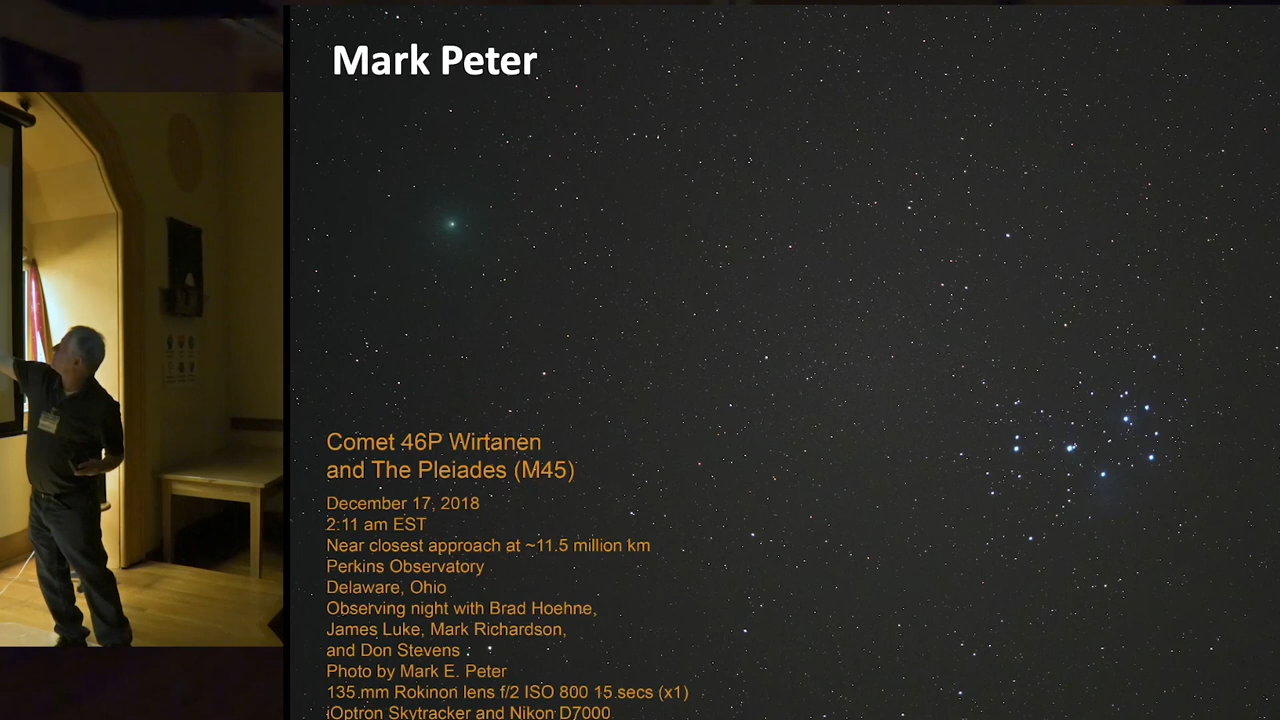 Mark Peter
Comet 46P Wirtanen
and The Pleiades (M45)
December 17, 2018
2:11 am EST
Near closest approach at ~11.5 million km
Perkins Observatory
Delaware, Ohio
Observing night with Brad Hoehne,
James Luke, Mark Richardson,
and Don Stevens
Photo by Mark E. Peter
135 mm Rokinon lens f/2 ISO 800 15 secs (x1)
iOptron Skytracker and Nikon D7000